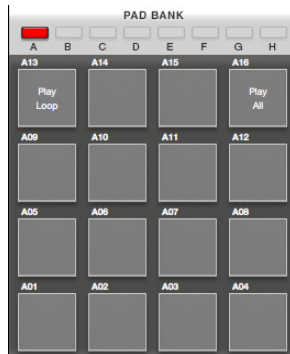 PAD BANK
A B C D E F G H
A13 A14 A15 A16
Play Loop Play All
A09 A10 A11 A12
A05 A06 A07 A08
A01 A02 A03 A04